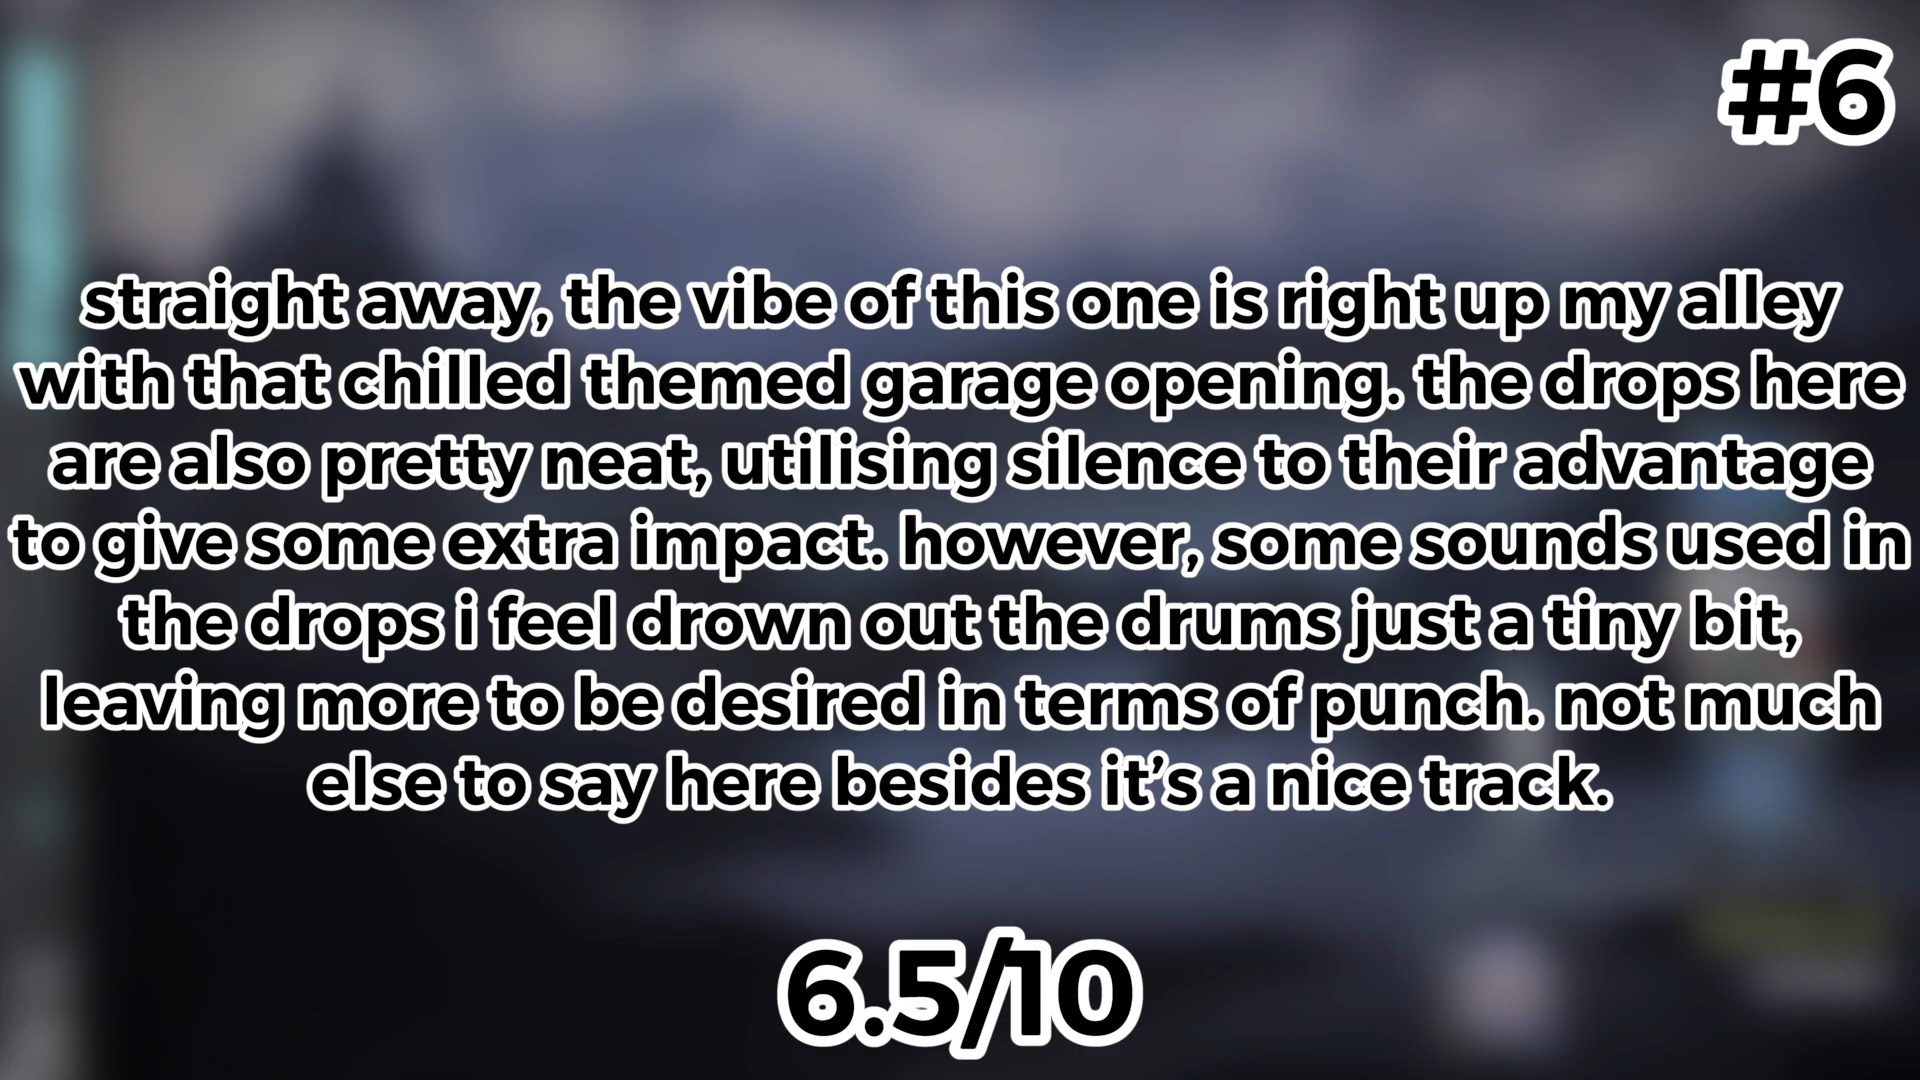 #6
straight away, the vibe of this one is right up my alley
with that chilled themed garage opening. the drops here
are also pretty neat, utilising silence to their advantage
to give some extra impact. however, some sounds used in
the drops i feel drown out the drums just a tiny bit,
leaving more to be desired in terms of punch. not much
else to say here besides it’s a nice track.
6.5/10